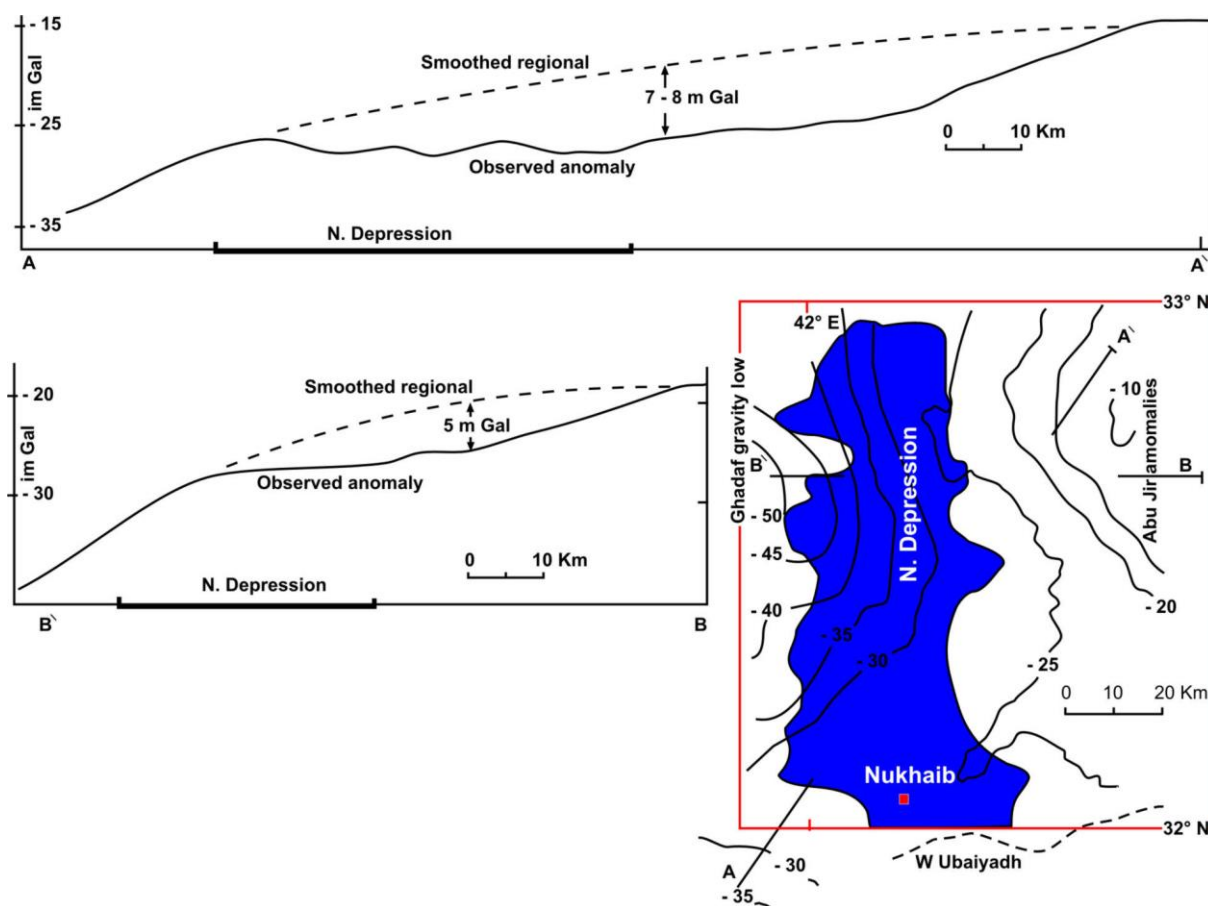 - 15
Smoothed regional
im Gal
7 - 8 m Gal
- 25
0 10 Km
Observed anomaly
- 35
N. Depression
A
A\
- 20
Smoothed regional
im Gal
5 m Gal
- 30
Observed anomaly
0 10 Km
N. Depression
B\
B
33° N
42° E
A\
Ghadaf gravity low
- 10
Abu Jir amomalies
N. Depression
B\
B
- 50
- 45
- 40
- 35
- 30
- 20
- 25
0 10 20 Km
Nukhaib
32° N
W Ubaiyadh
- 30
A
- 35